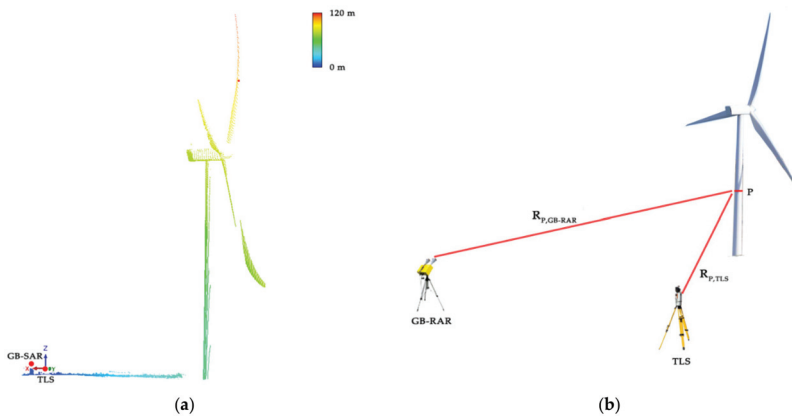 120 m
0 m
GB-SAR
Z
X
Y
TLS
(a)
R_P,GB-RAR
P
R_P,TLS
GB-RAR
TLS
(b)